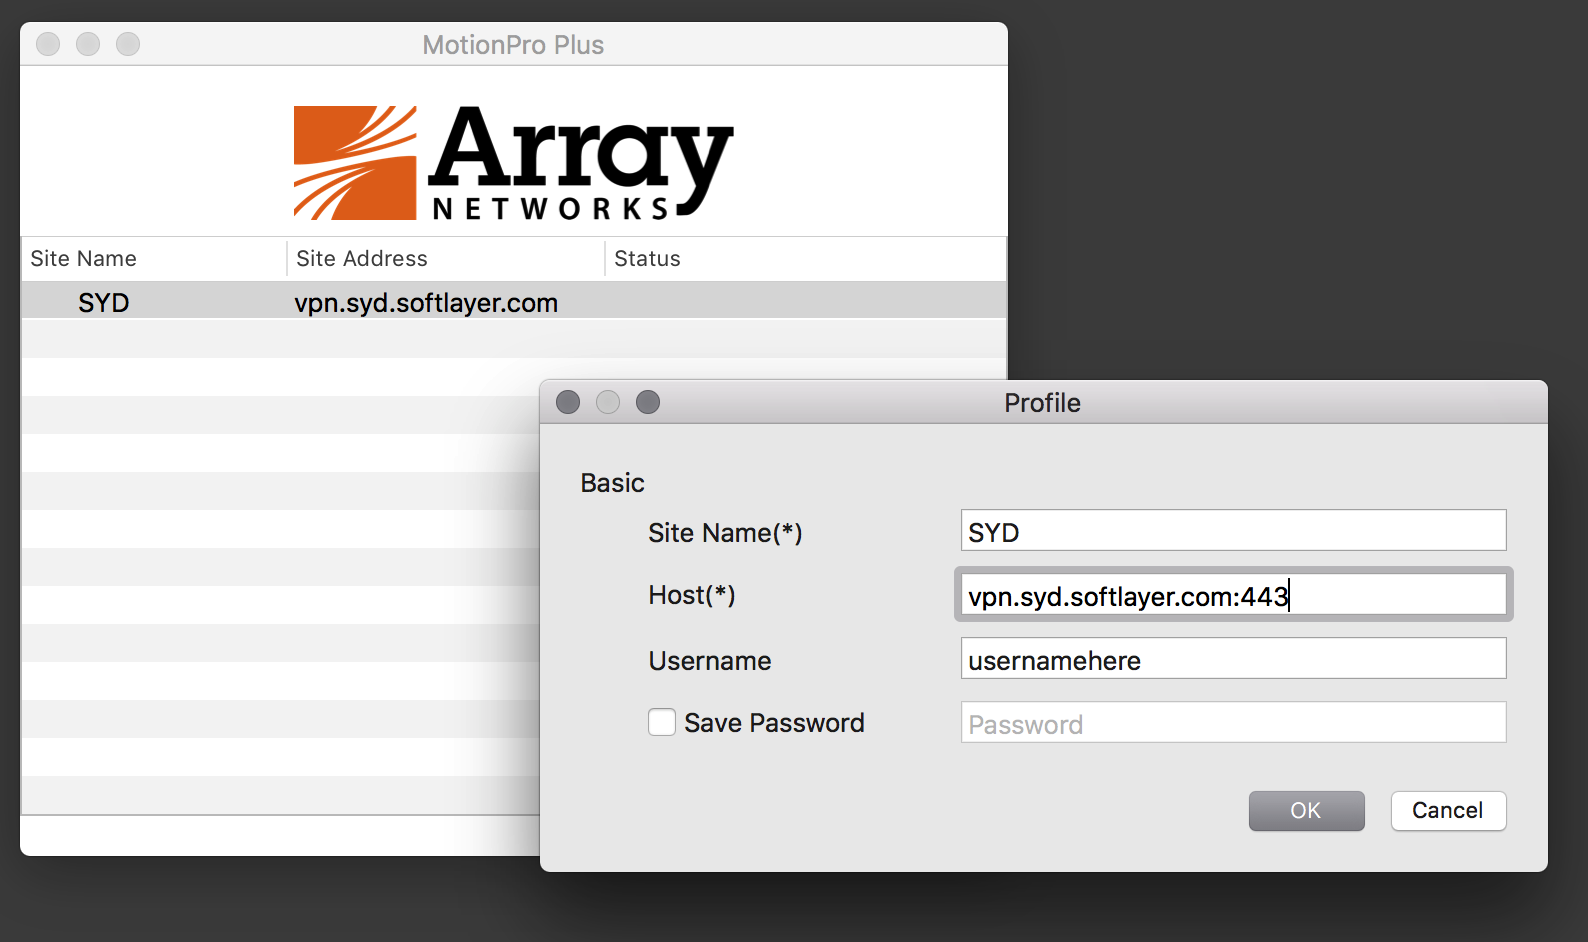 MotionPro Plus
Array
NETWORKS
Site Name Site Address Status
SYD vpn.syd.softlayer.com
Profile
Basic
Site Name(*) SYD
Host(*) vpn.syd.softlayer.com:443
Username usernamehere
Save Password Password
OK Cancel